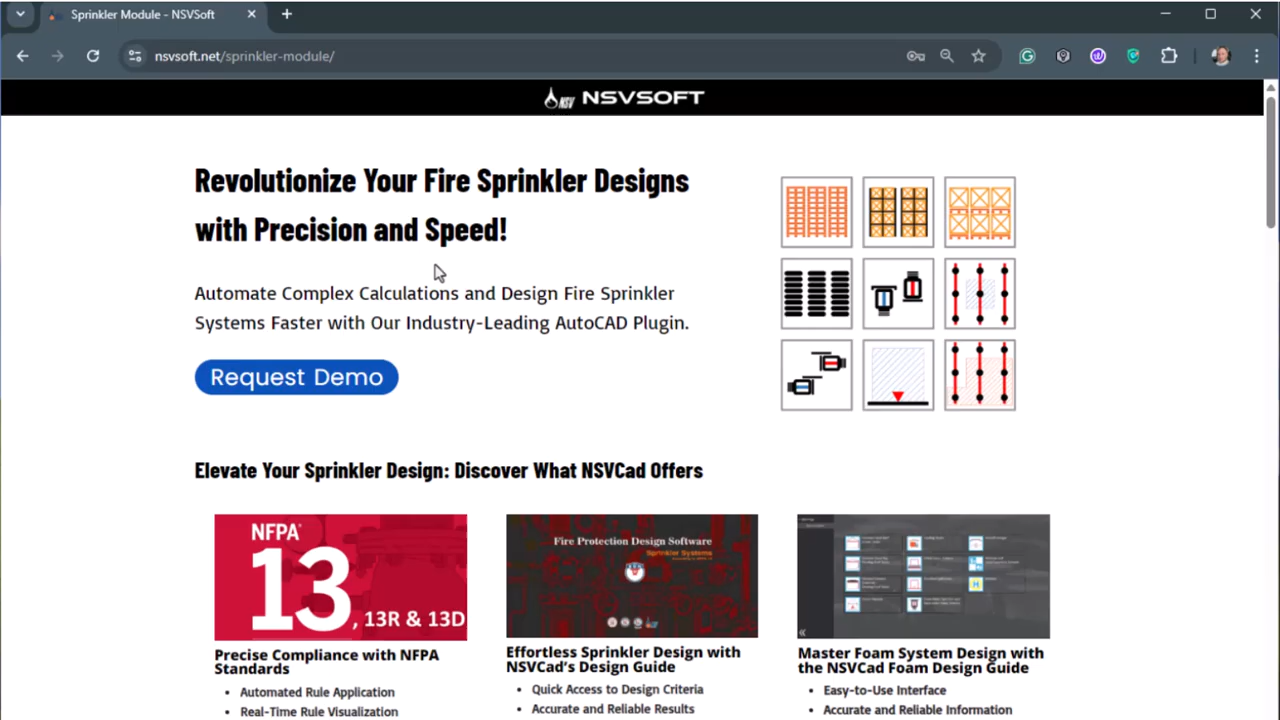 Sprinkler Module - NSVSoft
nsvsoft.net/sprinkler-module/
NSV NSVSOFT
Revolutionize Your Fire Sprinkler Designs
with Precision and Speed!
Automate Complex Calculations and Design Fire Sprinkler
Systems Faster with Our Industry-Leading AutoCAD Plugin.
Request Demo
Elevate Your Sprinkler Design: Discover What NSVCad Offers
NFPA®
13, 13R & 13D
Precise Compliance with NFPA
Standards
• Automated Rule Application
• Real-Time Rule Visualization
Fire Protection Design Software
Sprinkler Systems
Effortless Sprinkler Design with
NSVCad's Design Guide
• Quick Access to Design Criteria
• Accurate and Reliable Results
Master Foam System Design with
the NSVCad Foam Design Guide
• Easy-to-Use Interface
• Accurate and Reliable Information